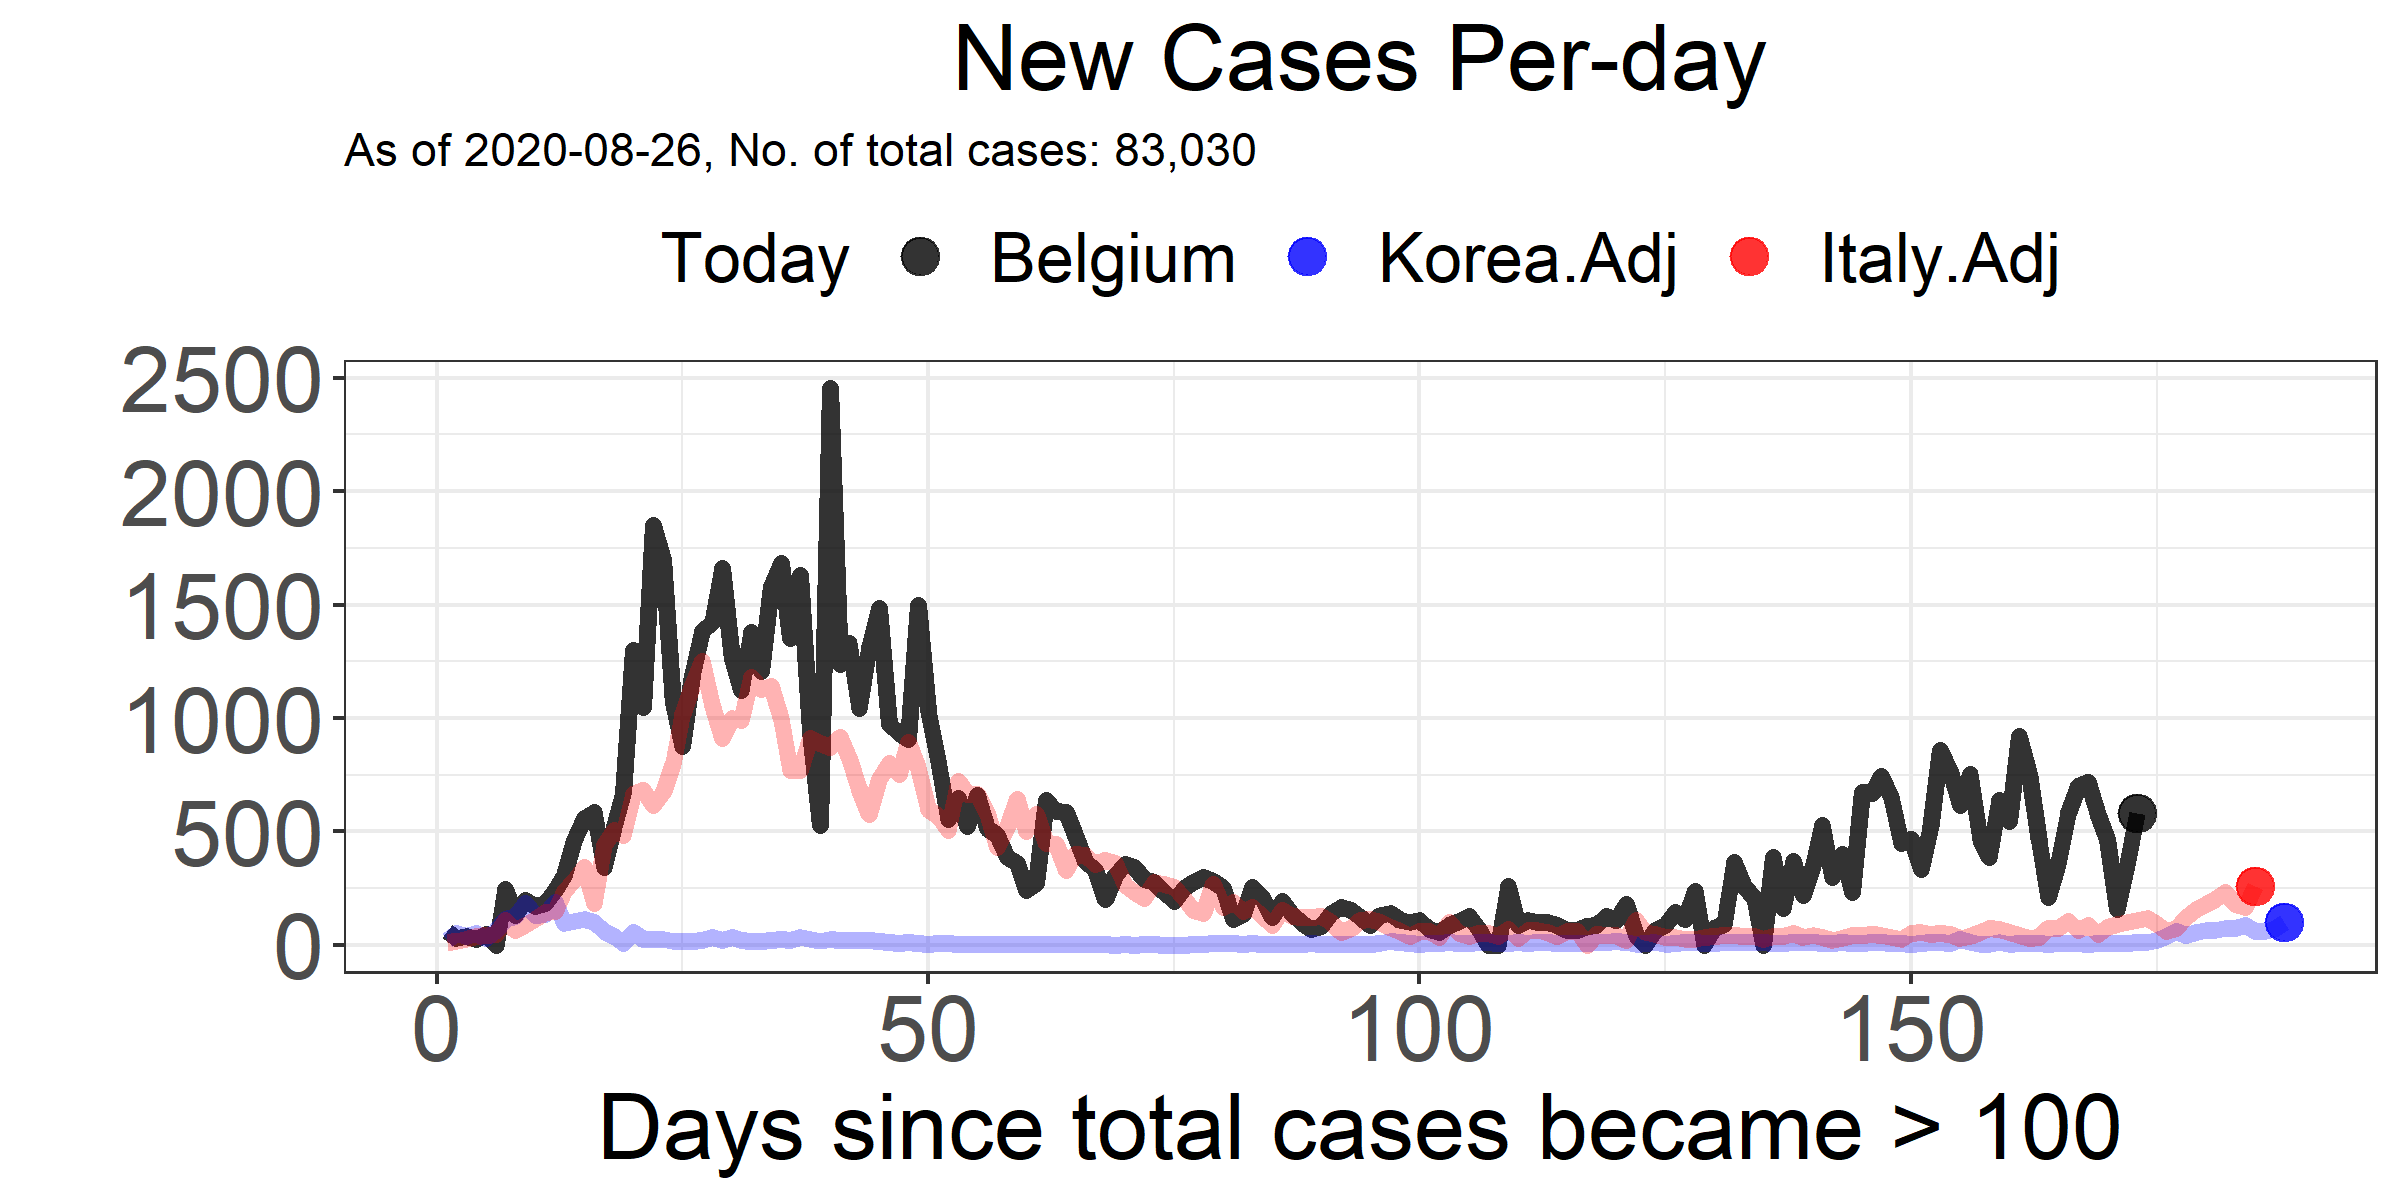 New Cases Per-day
As of 2020-08-26, No. of total cases: 83,030
Today Belgium Korea.Adj Italy.Adj
2500
2000
1500
1000
500
0
0 50 100 150
Days since total cases became > 100